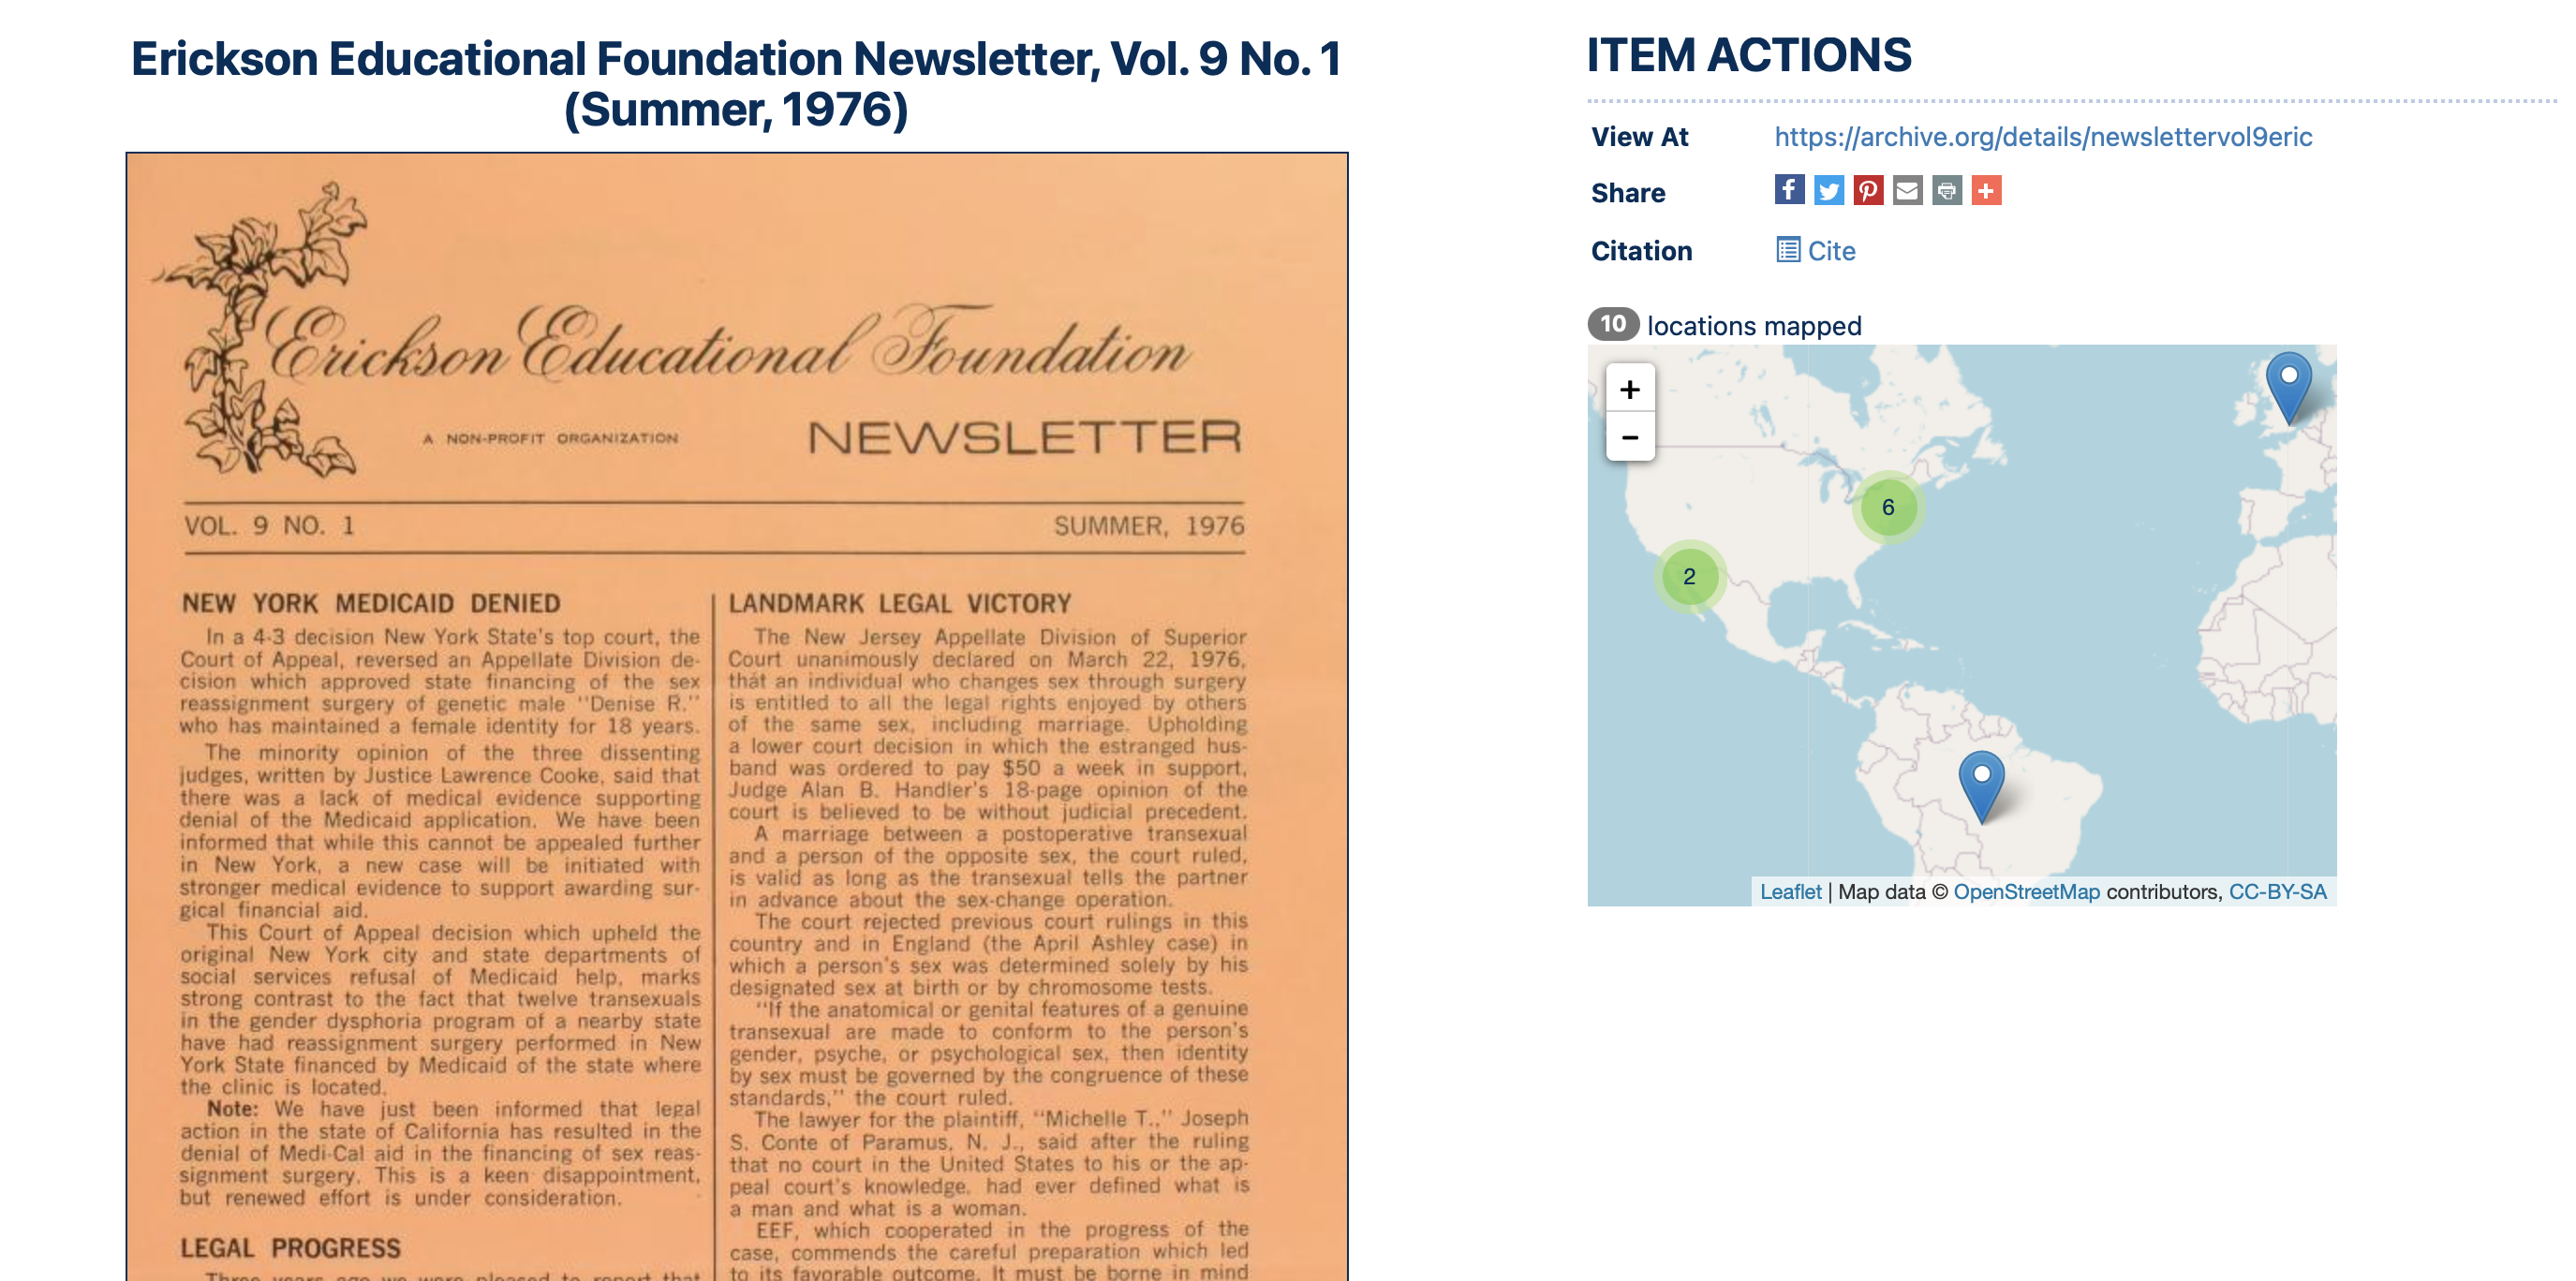 Erickson Educational Foundation Newsletter, Vol. 9 No. 1
(Summer, 1976)
Erickson Educational Foundation
A NON-PROFIT ORGANIZATION
NEWSLETTER
VOL. 9 NO. 1
SUMMER, 1976
NEW YORK MEDICAID DENIED
In a 4-3 decision New York State's top court, the
Court of Appeal, reversed an Appellate Division de-
cision which approved state financing of the sex
reassignment surgery of genetic male "Denise R."
who has maintained a female identity for 18 years.
The minority opinion of the three dissenting
judges, written by Justice Lawrence Cooke, said that
there was a lack of medical evidence supporting
denial of the Medicaid application. We have been
informed that while this cannot be appealed further
in New York, a new case will be initiated with
stronger medical evidence to support awarding sur-
gical financial aid.
This Court of Appeal decision which upheld the
original New York city and state departments of
social services refusal of Medicaid help, marks
strong contrast to the fact that twelve transexuals
in the gender dysphoria program of a nearby state
have had reassignment surgery performed in New
York State financed by Medicaid of the state where
the clinic is located.
Note: We have just been informed that legal
action in the state of California has resulted in the
denial of Medi-Cal aid in the financing of sex reas-
signment surgery. This is a keen disappointment,
but renewed effort is under consideration.
LEGAL PROGRESS
Three years ago we were pleased to report that
LANDMARK LEGAL VICTORY
The New Jersey Appellate Division of Superior
Court unanimously declared on March 22, 1976,
that an individual who changes sex through surgery
is entitled to all the legal rights enjoyed by others
of the same sex, including marriage. Upholding
a lower court decision in which the estranged hus-
band was ordered to pay $50 a week in support,
Judge Alan B. Handler's 18-page opinion of the
court is believed to be without judicial precedent.
A marriage between a postoperative transexual
and a person of the opposite sex, the court ruled,
is valid as long as the transexual tells the partner
in advance about the sex-change operation.
The court rejected previous court rulings in this
country and in England (the April Ashley case) in
which a person's sex was determined solely by his
designated sex at birth or by chromosome tests.
"If the anatomical or genital features of a genuine
transexual are made to conform to the person's
gender, psyche, or psychological sex, then identity
by sex must be governed by the congruence of these
standards," the court ruled.
The lawyer for the plaintiff, "Michelle T.," Joseph
S. Conte of Paramus, N. J., said after the ruling
that no court in the United States to his or the ap-
peal court's knowledge, had ever defined what is
a man and what is a woman.
EEF, which cooperated in the progress of the
case, commends the careful preparation which led
to its favorable outcome. It must be borne in mind
ITEM ACTIONS
View At https://archive.org/details/newslettervol9eric
Share
Citation Cite
10 locations mapped
+
−
6
2
Leaflet | Map data © OpenStreetMap contributors, CC-BY-SA